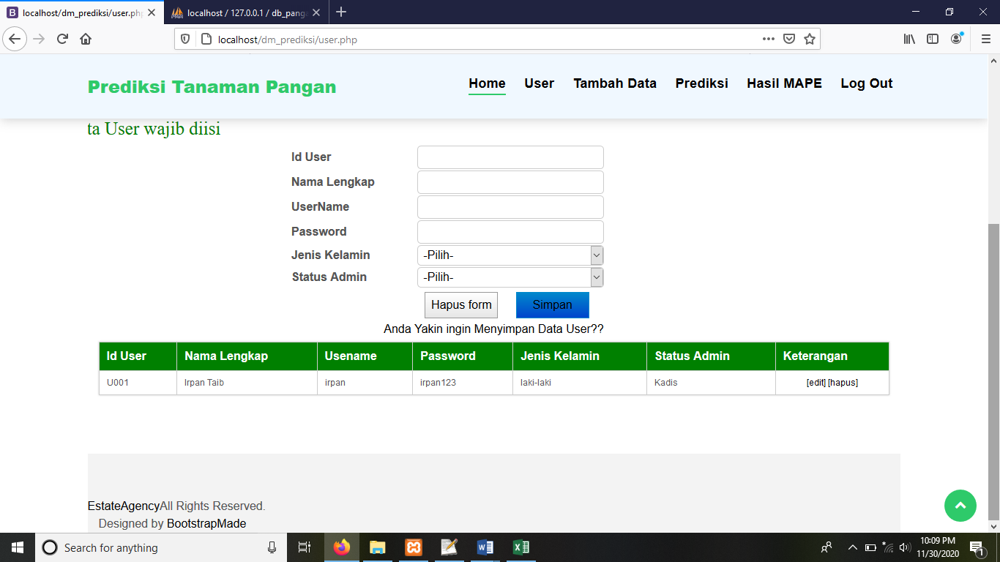 localhost/dm_prediksi/user.ph
localhost / 127.0.0.1 / db_panga
localhost/dm_prediksi/user.php
Prediksi Tanaman Pangan
Home User Tambah Data Prediksi Hasil MAPE Log Out
ta User wajib diisi
Id User
Nama Lengkap
UserName
Password
Jenis Kelamin -Pilih-
Status Admin -Pilih-
Hapus form Simpan
Anda Yakin ingin Menyimpan Data User??
Id User Nama Lengkap Usename Password Jenis Kelamin Status Admin Keterangan
U001 Irpan Taib irpan irpan123 laki-laki Kadis [edit] [hapus]
EstateAgencyAll Rights Reserved.
Designed by BootstrapMade
Search for anything
10:09 PM
11/30/2020
1